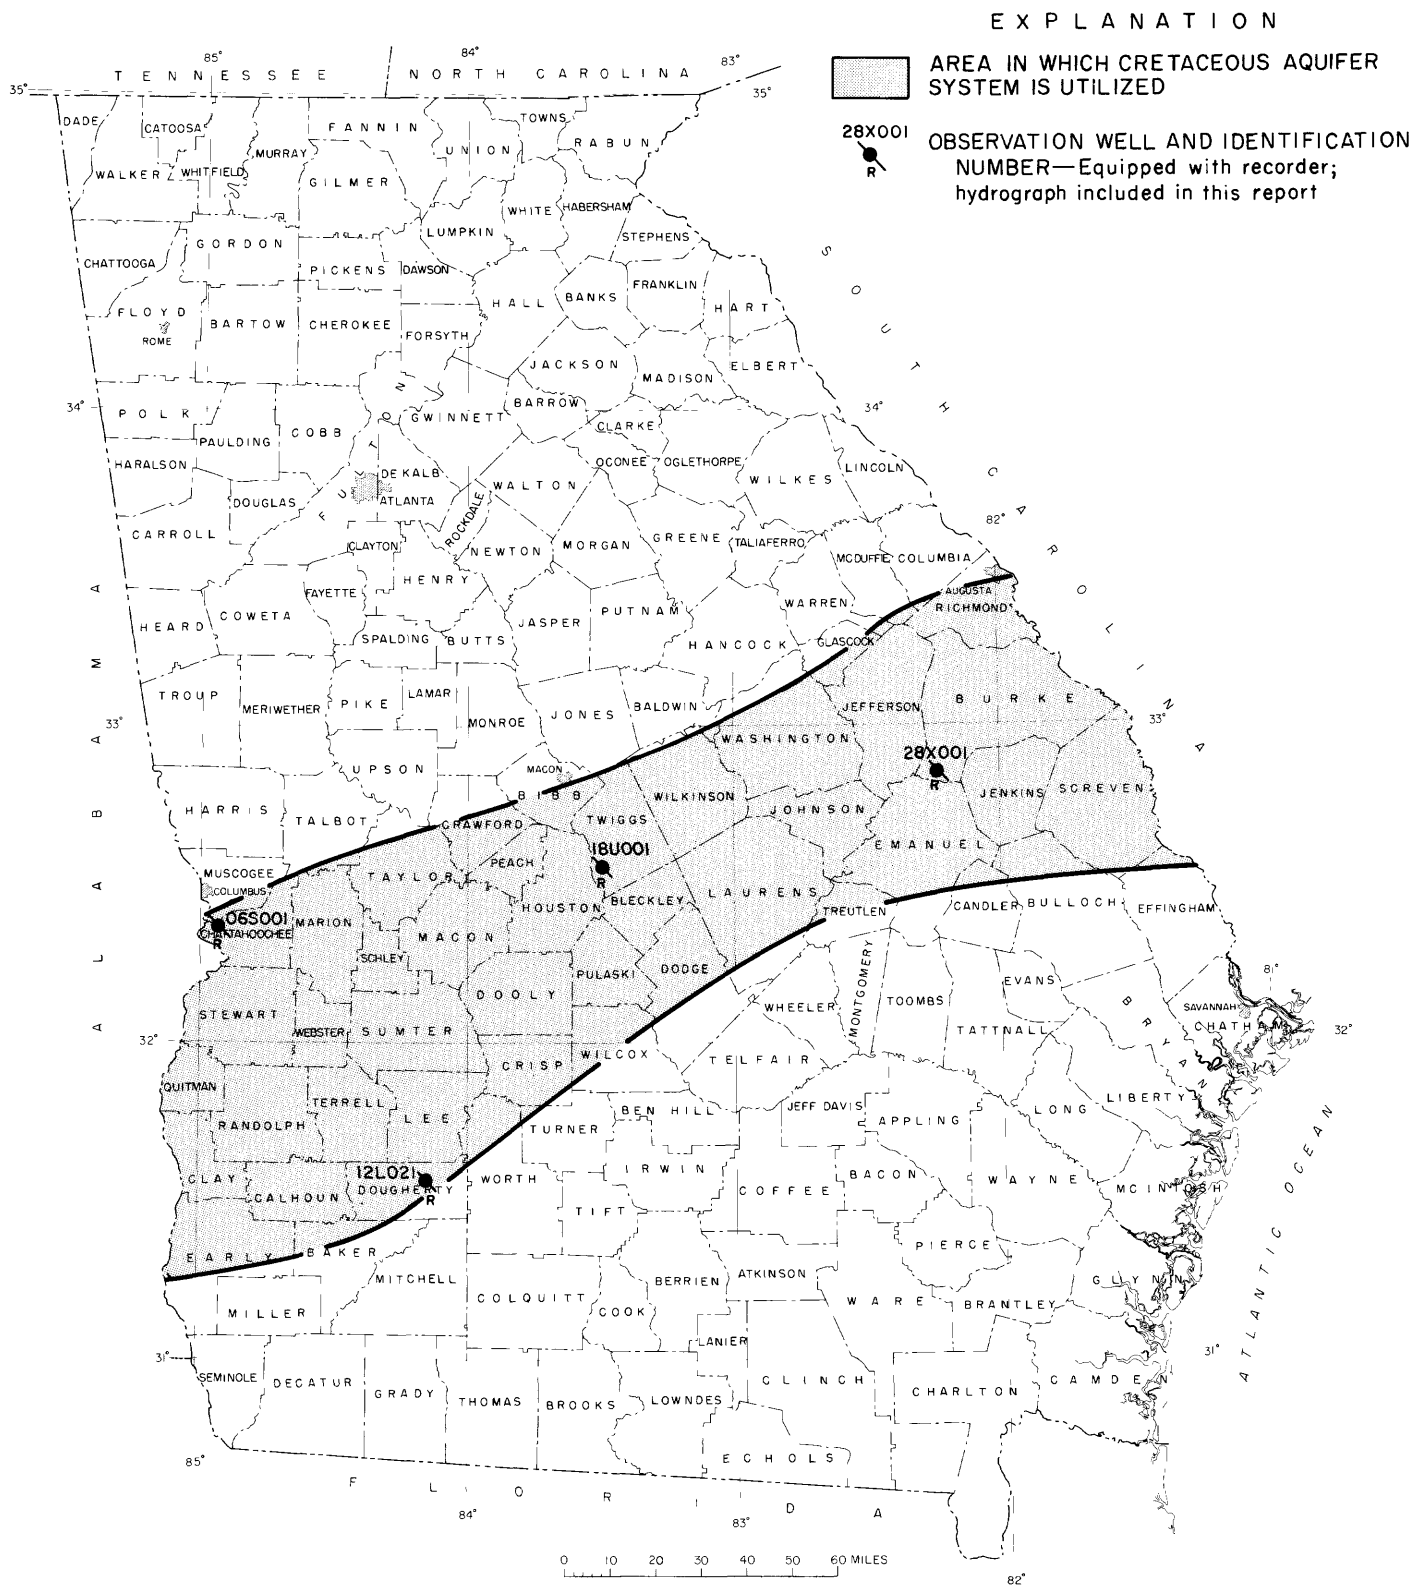 EXPLANATION
AREA IN WHICH CRETACEOUS AQUIFER
SYSTEM IS UTILIZED
28X001
R
OBSERVATION WELL AND IDENTIFICATION
NUMBER—Equipped with recorder;
hydrograph included in this report
85°
84°
83°
TENNESSEE
NORTH CAROLINA
35°
35°
DADE
CATOOSA
FANNIN
TOWNS
UNION
RABUN
MURRAY
WALKER
WHITFIELD
GILMER
WHITE
HABERSHAM
LUMPKIN
STEPHENS
GORDON
CHATTOOGA
PICKENS
DAWSON
FRANKLIN
HALL
BANKS
HART
FLOYD
ROME
BARTOW
CHEROKEE
FORSYTH
JACKSON
MADISON
ELBERT
SOUTH CAROLINA
34°
POLK
FULTON
GWINNETT
BARROW
34°
PAULDING
COBB
CLARKE
HARALSON
DE KALB
OCONEE
OGLETHORPE
LINCOLN
WILKES
DOUGLAS
ATLANTA
WALTON
CARROLL
ROCKDALE
82°
CLAYTON
NEWTON
MORGAN
GREENE
TALIAFERRO
MCDUFFIE
COLUMBIA
FAYETTE
HENRY
AUGUSTA
RICHMOND
HEARD
COWETA
SPALDING
BUTTS
JASPER
PUTNAM
WARREN
HANCOCK
GLASCOCK
ALABAMA
TROUP
MERIWETHER
PIKE
LAMAR
MONROE
JONES
BALDWIN
JEFFERSON
BURKE
33°
33°
WASHINGTON
UPSON
MACON
BIBB
28X001
R
HARRIS
TALBOT
CRAWFORD
TWIGGS
WILKINSON
JOHNSON
JENKINS
SCREVEN
18U001
R
EMANUEL
MUSCOGEE
COLUMBUS
TAYLOR
PEACH
HOUSTON
BLECKLEY
LAURENS
TREUTLEN
CANDLER
BULLOCH
EFFINGHAM
06S001
CHATTAHOOCHEE
R
MARION
MACON
SCHLEY
DOOLY
PULASKI
DODGE
MONTGOMERY
EVANS
81°
STEWART
WEBSTER
SUMTER
WHEELER
TOOMBS
TATTNALL
BRYAN
SAVANNAH
CHATHAM
32°
32°
CRISP
WILCOX
TELFAIR
QUITMAN
TERRELL
LEE
RANDOLPH
TURNER
BEN HILL
JEFF DAVIS
APPLING
LONG
LIBERTY
CLAY
CALHOUN
12L021
DOUGHERTY
R
WORTH
IRWIN
COFFEE
BACON
WAYNE
MCINTOSH
TIFT
EARLY
BAKER
MITCHELL
PIERCE
BERRIEN
ATKINSON
GLYNN
MILLER
COLQUITT
COOK
WARE
BRANTLEY
LANIER
ATLANTIC OCEAN
31°
31°
SEMINOLE
DECATUR
GRADY
THOMAS
BROOKS
LOWNDES
CLINCH
CHARLTON
CAMDEN
ECHOLS
85°
FLORIDA
84°
83°
82°
0 10 20 30 40 50 60 MILES